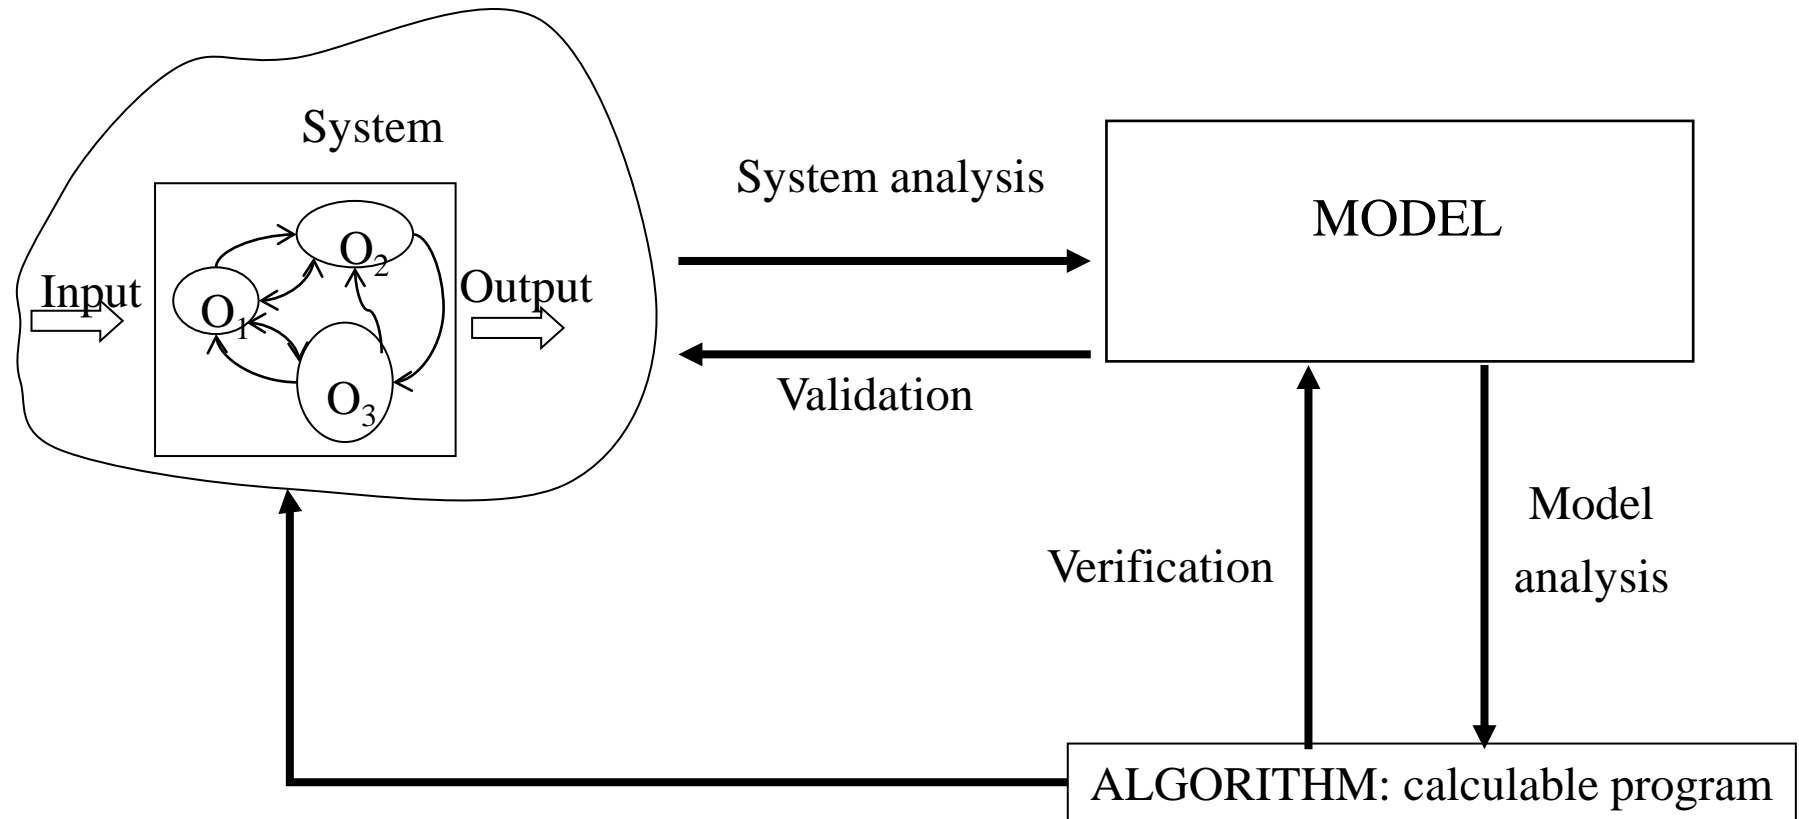 System
System analysis
MODEL
Input
O2
Output
O1
O3
Validation
Verification
Model
analysis
ALGORITHM: calculable program